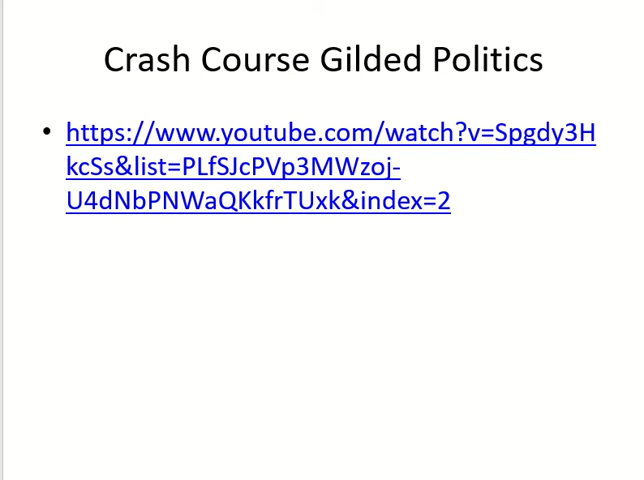 Crash Course Gilded Politics
• https://www.youtube.com/watch?v=Spgdy3H
kcSs&list=PLfSJcPVp3MWzoj-
U4dNbPNWaQKkfrTUxk&index=2